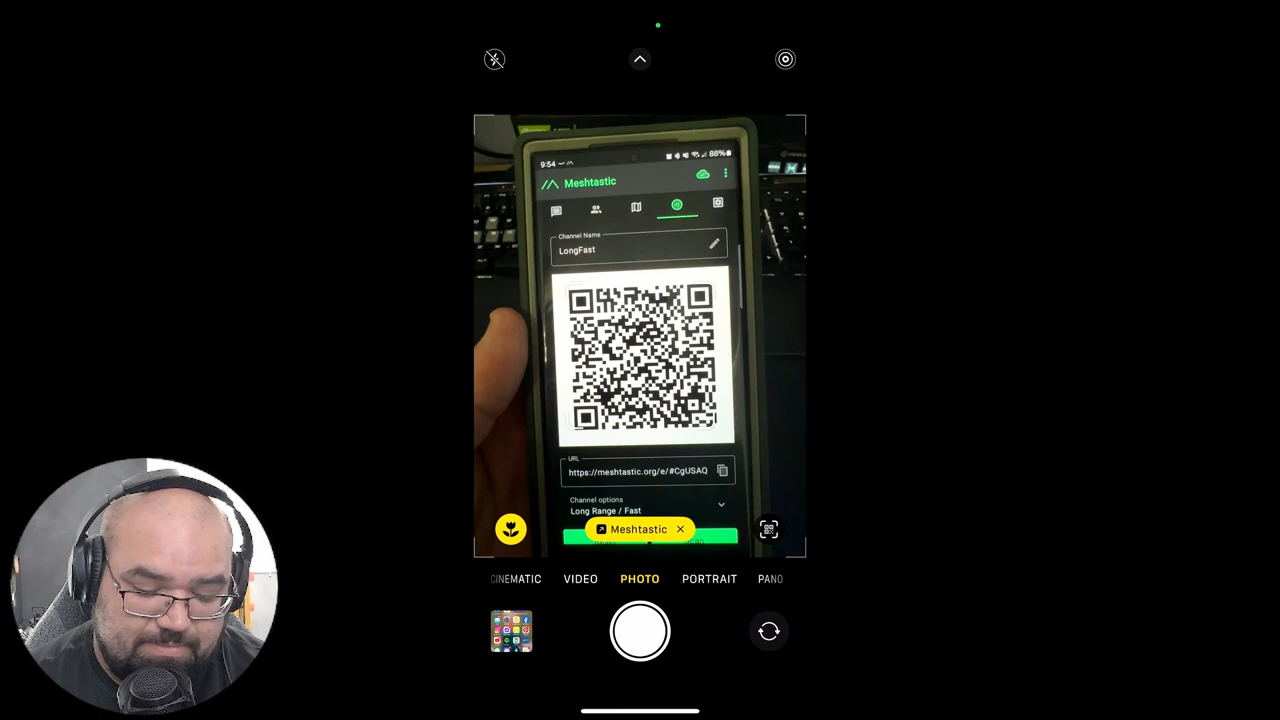 9:54
88%
Meshtastic
Channel Name
LongFast
URL
https://meshtastic.org/e/#CgUSAQ
Channel options
Long Range / Fast
Meshtastic
CINEMATIC VIDEO PHOTO PORTRAIT PANO